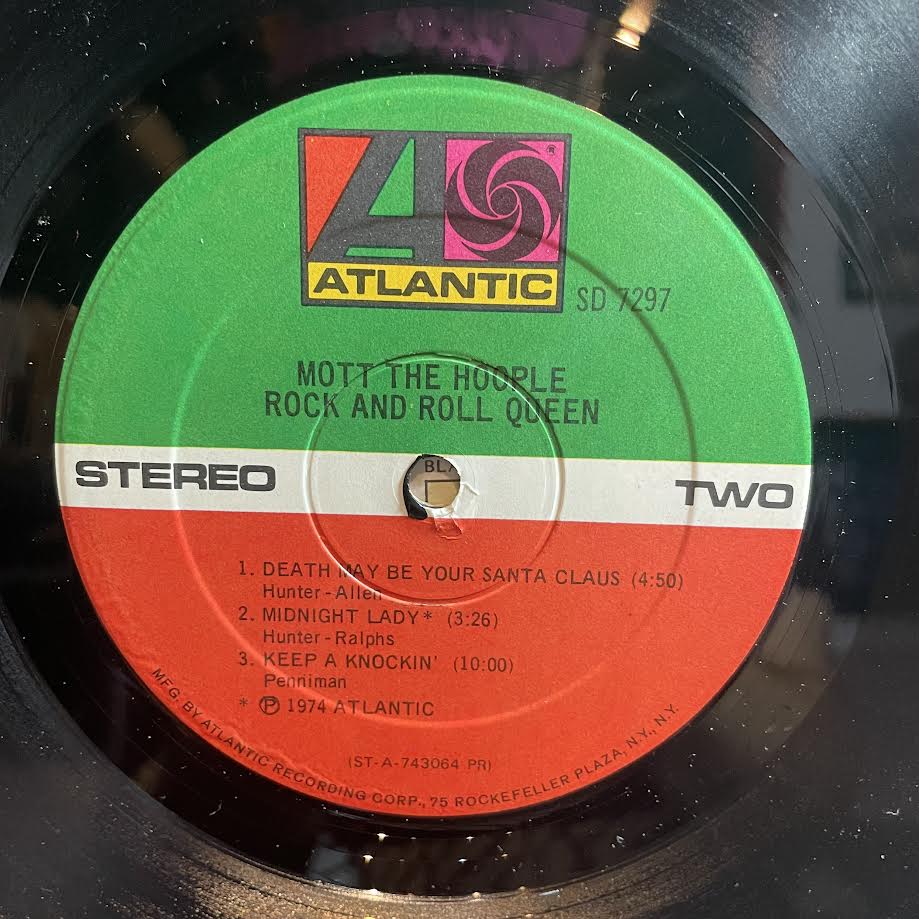 A
®
ATLANTIC
SD 7297
MOTT THE HOOPLE
ROCK AND ROLL QUEEN
STEREO
TWO
1. DEATH MAY BE YOUR SANTA CLAUS (4:50)
Hunter-Allen
2. MIDNIGHT LADY* (3:26)
Hunter-Ralphs
3. KEEP A KNOCKIN' (10:00)
Penniman
* ℗ 1974 ATLANTIC
(ST-A-743064 PR)
MFG. BY ATLANTIC RECORDING CORP., 75 ROCKEFELLER PLAZA, N.Y., N.Y.